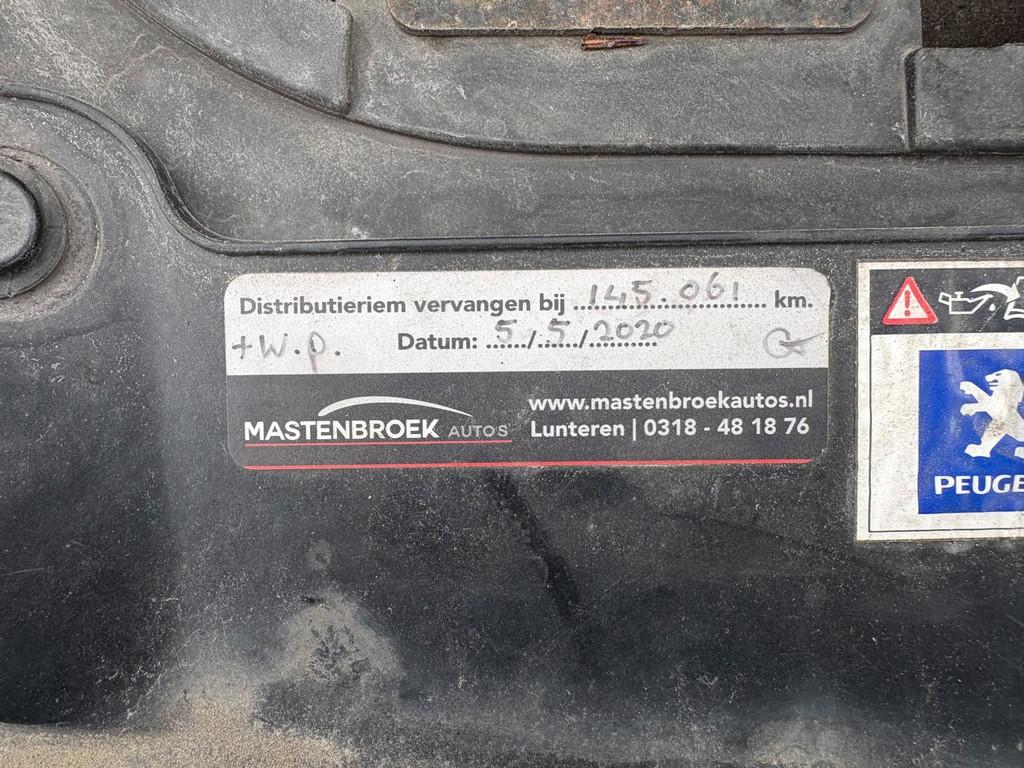 Distributieriem vervangen bij 145.061 km.
+ W.p. Datum: 5/5/2020
MASTENBROEK AUTO'S
www.mastenbroekautos.nl
Lunteren | 0318 - 48 18 76
PEUGE